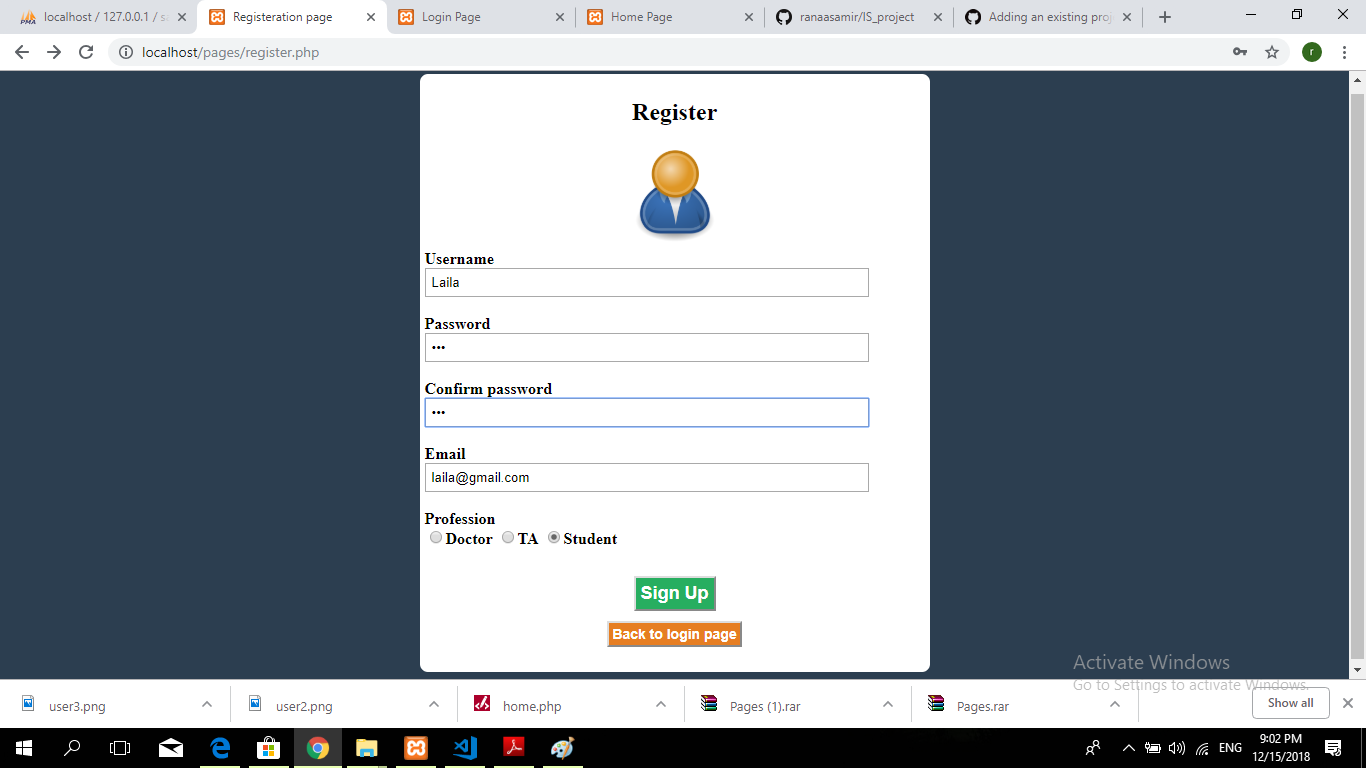 localhost / 127.0.0.1 / s
Registeration page
Login Page
Home Page
ranaasamir/IS_project
Adding an existing proj
localhost/pages/register.php
r
Register
Username
Laila
Password
•••
Confirm password
•••
Email
laila@gmail.com
Profession
Doctor TA Student
Sign Up
Back to login page
Activate Windows
Go to Settings to activate Windows.
user3.png
user2.png
home.php
Pages (1).rar
Pages.rar
Show all
ENG
9:02 PM
12/15/2018